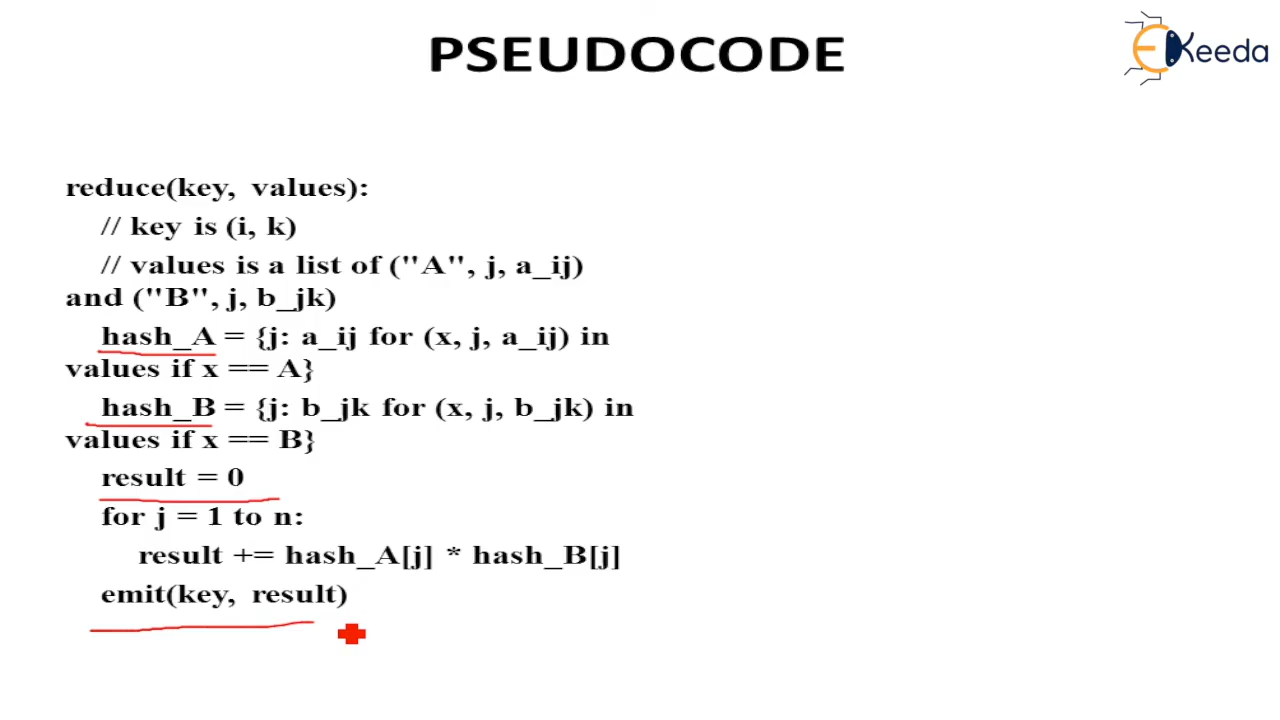 PSEUDOCODE
EKeeda
reduce(key, values):
// key is (i, k)
// values is a list of ("A", j, a_ij)
and ("B", j, b_jk)
hash_A = {j: a_ij for (x, j, a_ij) in
values if x == A}
hash_B = {j: b_jk for (x, j, b_jk) in
values if x == B}
result = 0
for j = 1 to n:
result += hash_A[j] * hash_B[j]
emit(key, result)